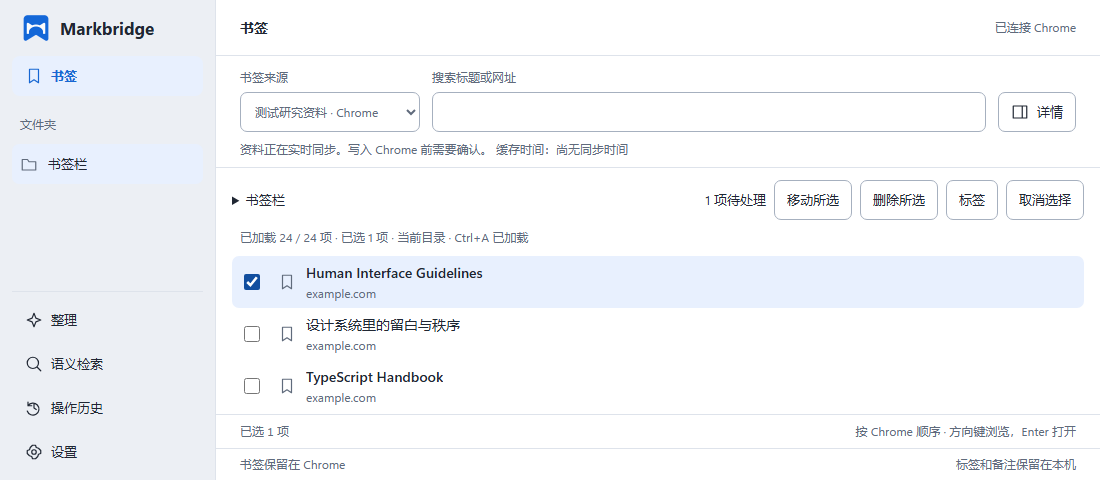 Markbridge
书签
文件夹
书签栏
整理
语义检索
操作历史
设置
书签
已连接 Chrome
书签来源
搜索标题或网址
测试研究资料 · Chrome
详情
资料正在实时同步。写入 Chrome 前需要确认。 缓存时间：尚无同步时间
书签栏
1 项待处理
移动所选
删除所选
标签
取消选择
已加载 24 / 24 项 · 已选 1 项 · 当前目录 · Ctrl+A 已加载
Human Interface Guidelines
example.com
设计系统里的留白与秩序
example.com
TypeScript Handbook
example.com
已选 1 项
按 Chrome 顺序 · 方向键浏览，Enter 打开
书签保留在 Chrome
标签和备注保留在本机